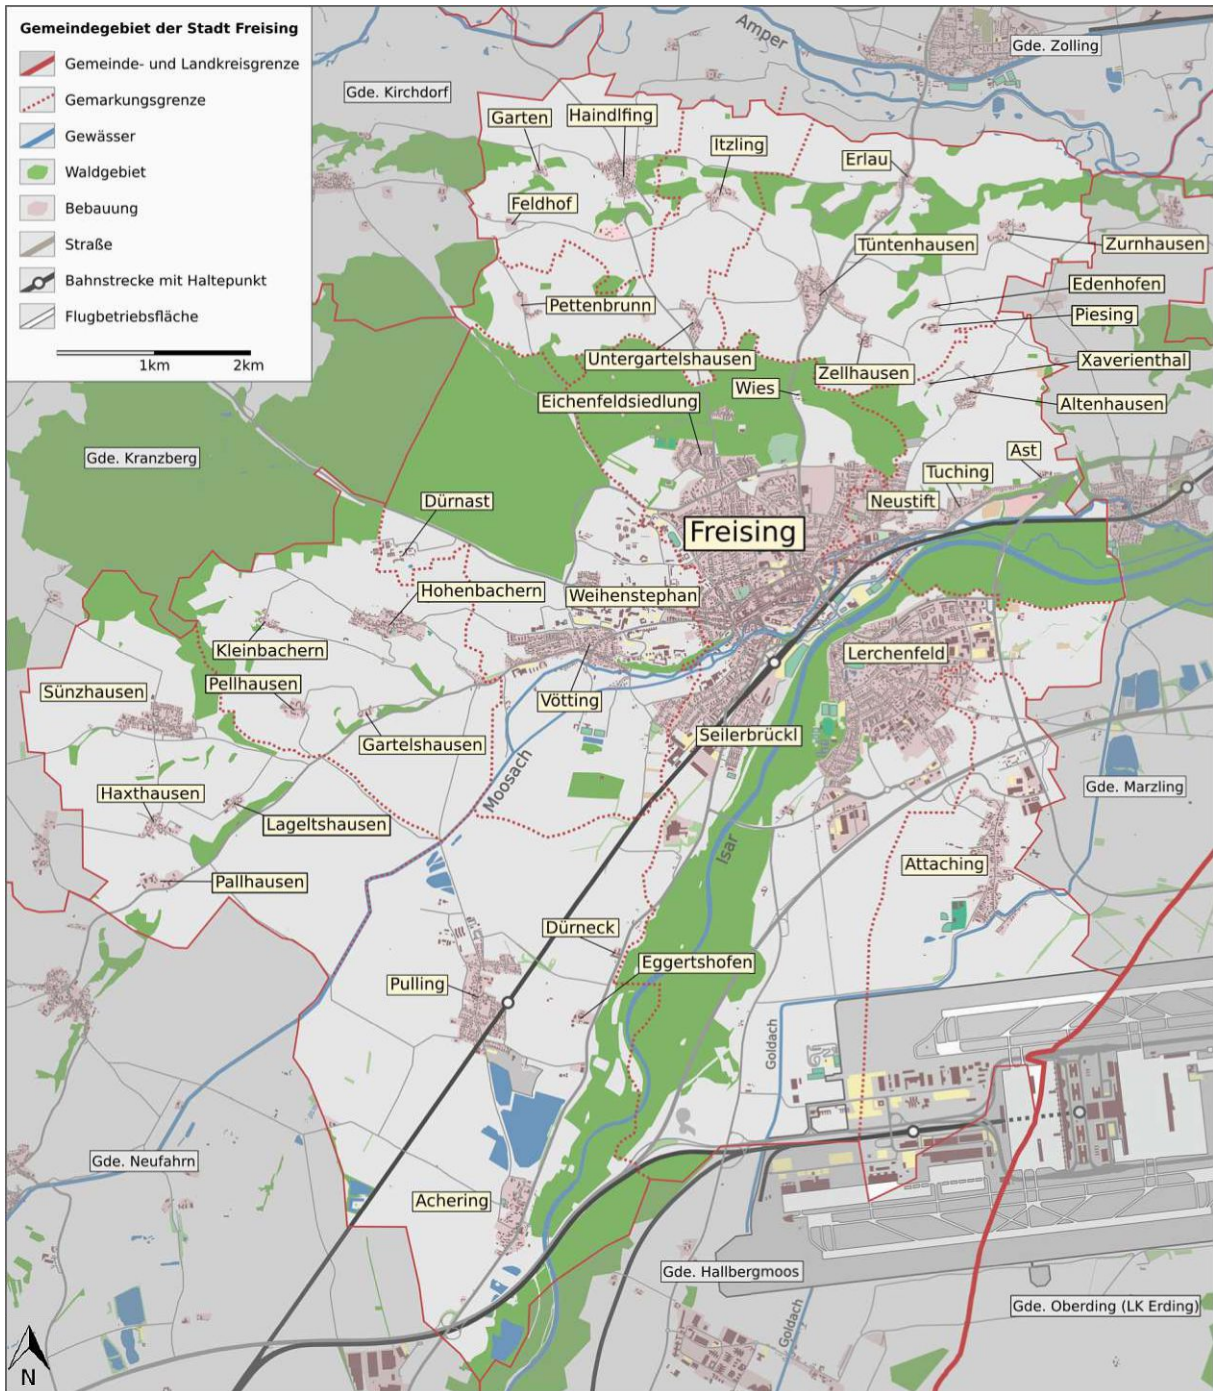 Gemeindegebiet der Stadt Freising
Gemeinde- und Landkreisgrenze
Gemarkungsgrenze
Gewässer
Waldgebiet
Bebauung
Straße
Bahnstrecke mit Haltepunkt
Flugbetriebsfläche
1km 2km
Amper
Gde. Zolling
Gde. Kirchdorf
Garten
Haindlfing
Itzling
Erlau
Feldhof
Tüntenhausen
Zurnhausen
Edenhofen
Pettenbrunn
Piesing
Untergartelshausen
Xaverienthal
Zellhausen
Wies
Eichenfeldsiedlung
Altenhausen
Gde. Kranzberg
Ast
Tuching
Neustift
Dürnast
Freising
Hohenbachern
Weihenstephan
Kleinbachern
Lerchenfeld
Pellhausen
Sünzhausen
Vötting
Seilerbrückl
Gartelshausen
Moosach
Gde. Marzling
Haxthausen
Lageltshausen
Isar
Attaching
Pallhausen
Dürneck
Eggertshofen
Pulling
Goldach
Gde. Neufahrn
Achering
Gde. Hallbergmoos
Gde. Oberding (LK Erding)
Goldach
N